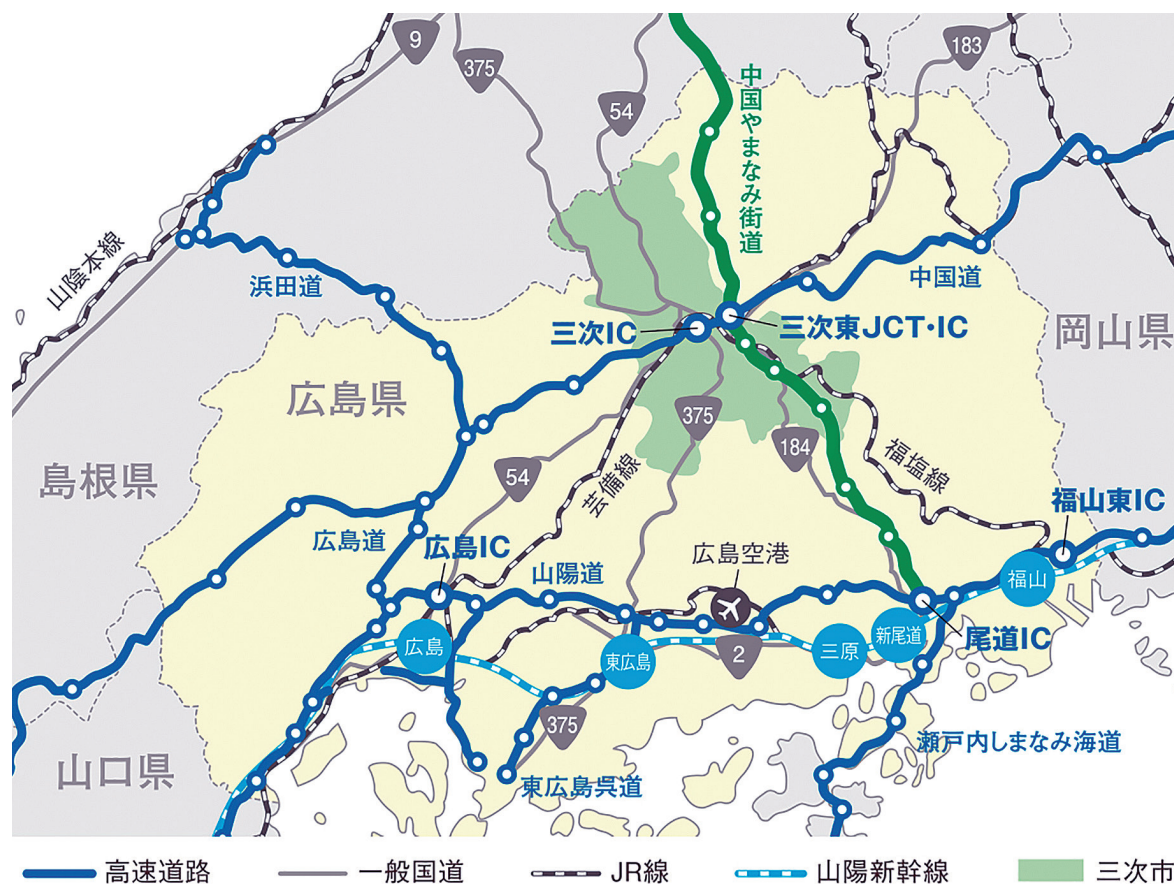 9
375
54
183
中国やまなみ街道
山陰本線
浜田道
中国道
三次IC
三次東JCT・IC
岡山県
広島県
375
島根県
54
184
芸備線
福塩線
福山東IC
広島道
広島IC
山陽道
広島空港
福山
広島
東広島
2
三原
新尾道
尾道IC
375
山口県
東広島呉道
瀬戸内しまなみ海道
高速道路 一般国道 JR線 山陽新幹線 三次市